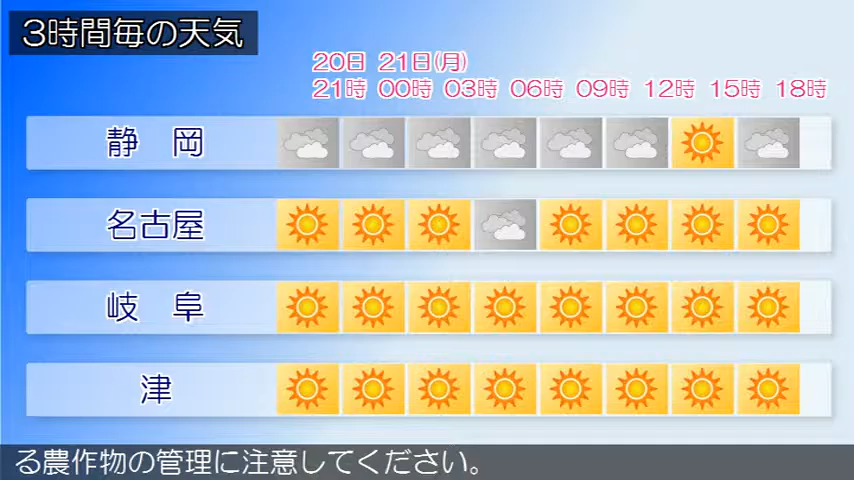 3時間毎の天気
20日 21日(月)
21時 00時 03時 06時 09時 12時 15時 18時
静　岡
名古屋
岐　阜
津
る農作物の管理に注意してください。